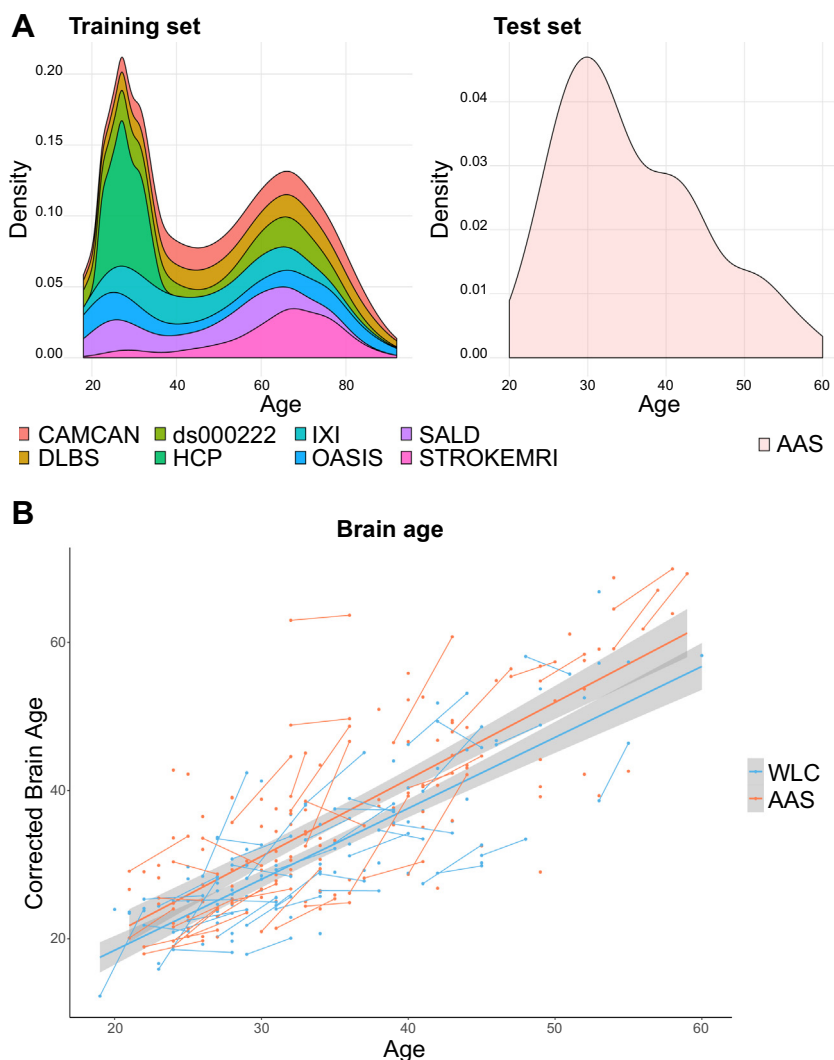 A
Training set
Test set
Density
0.20
0.15
0.10
0.05
0.00
20 40 60 80
Age
Density
0.04
0.03
0.02
0.01
0.00
20 30 40 50 60
Age
CAMCAN ds000222 IXI SALD
DLBS HCP OASIS STROKEMRI
AAS
B
Brain age
Corrected Brain Age
60
40
20
20 30 40 50 60
Age
WLC
AAS